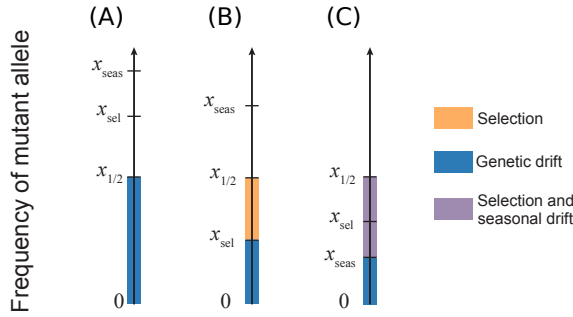 (A)
(B)
(C)
Frequency of mutant allele
x_seas
x_sel
x_1/2
0
x_seas
x_1/2
x_sel
0
x_1/2
x_sel
x_seas
0
Selection
Genetic drift
Selection and
seasonal drift